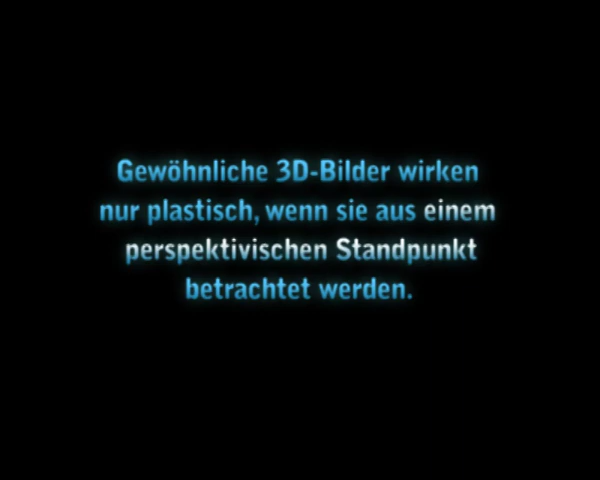 Gewöhnliche 3D-Bilder wirken
nur plastisch, wenn sie aus einem
perspektivischen Standpunkt
betrachtet werden.